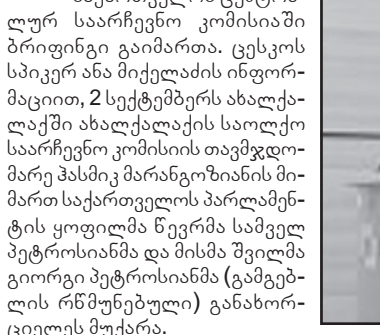 ლურ საარჩევნო კომისიაში
ბრიფინგი გაიმართა. ცესკოს
სპიკერ ანა მიქელაძის ინფორ-
მაციით, 2 სექტემბერს ახალქა-
ლაქში ახალქალაქის საოლქო
საარჩევნო კომისიის თავმჯდო-
მარე ჰასმიკ მარანგოზიანის მი-
მართ საქართველოს პარლამენ-
ტის ყოფილმა წევრმა სამველ
პეტროსიანმა და მისმა შვილმა
გიორგი პეტროსიანმა (გამგებ-
ლის რწმუნებული) განახორ-
ციელეს მუქარა.